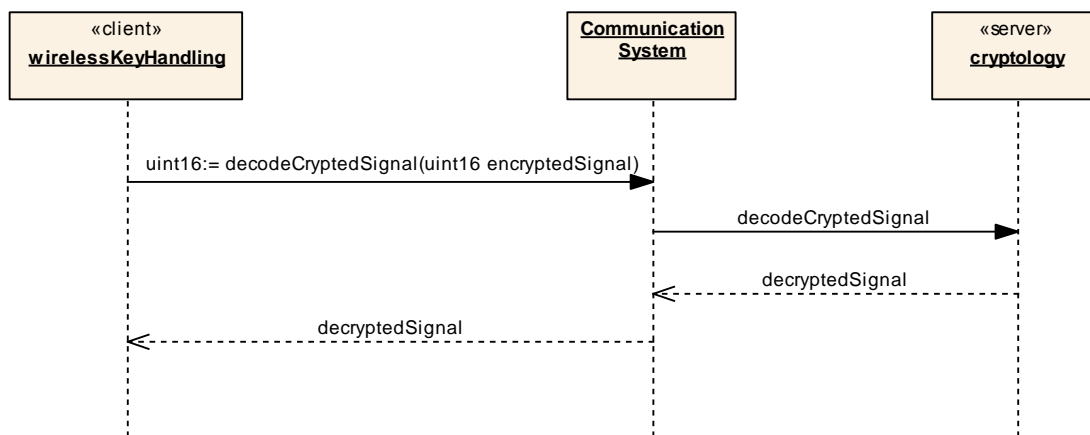 «client»
wirelessKeyHandling
Communication
System
«server»
cryptology
uint16:= decodeCryptedSignal(uint16 encryptedSignal)
decodeCryptedSignal
decryptedSignal
decryptedSignal